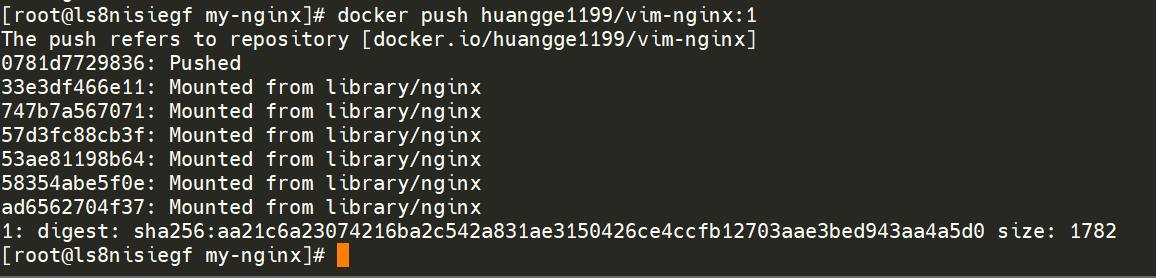 [root@ls8nisiegf my-nginx]# docker push huangge1199/vim-nginx:1
The push refers to repository [docker.io/huangge1199/vim-nginx]
0781d7729836: Pushed
33e3df466e11: Mounted from library/nginx
747b7a567071: Mounted from library/nginx
57d3fc88cb3f: Mounted from library/nginx
53ae81198b64: Mounted from library/nginx
58354abe5f0e: Mounted from library/nginx
ad6562704f37: Mounted from library/nginx
1: digest: sha256:aa21c6a23074216ba2c542a831ae3150426ce4ccfb12703aae3bed943aa4a5d0 size: 1782
[root@ls8nisiegf my-nginx]#